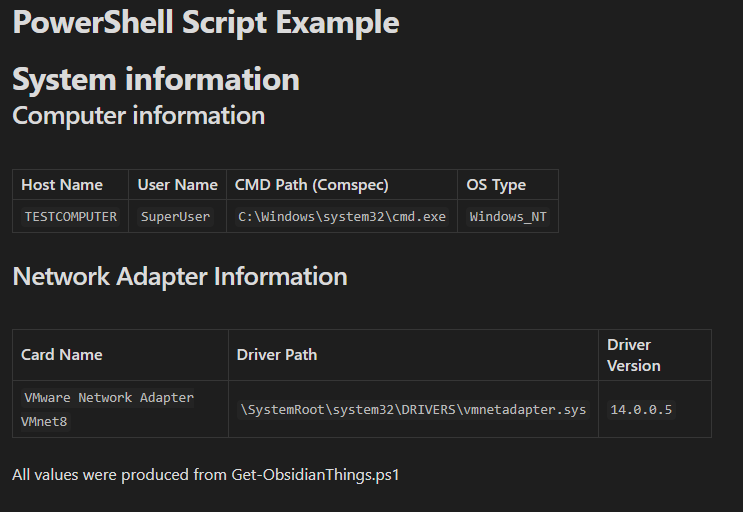 PowerShell Script Example
System information
Computer information
Host Name User Name CMD Path (Comspec) OS Type
TESTCOMPUTER SuperUser C:\Windows\system32\cmd.exe Windows_NT
Network Adapter Information
Card Name Driver Path Driver
Version
VMware Network Adapter
VMnet8 \SystemRoot\system32\DRIVERS\vmnetadapter.sys 14.0.0.5
All values were produced from Get-ObsidianThings.ps1